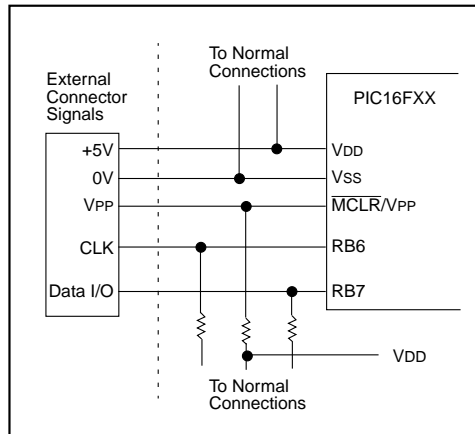 To Normal
Connections
External
Connector
Signals
PIC16FXX
+5V
VDD
0V
VSS
VPP
MCLR/VPP
CLK
RB6
Data I/O
RB7
VDD
To Normal
Connections